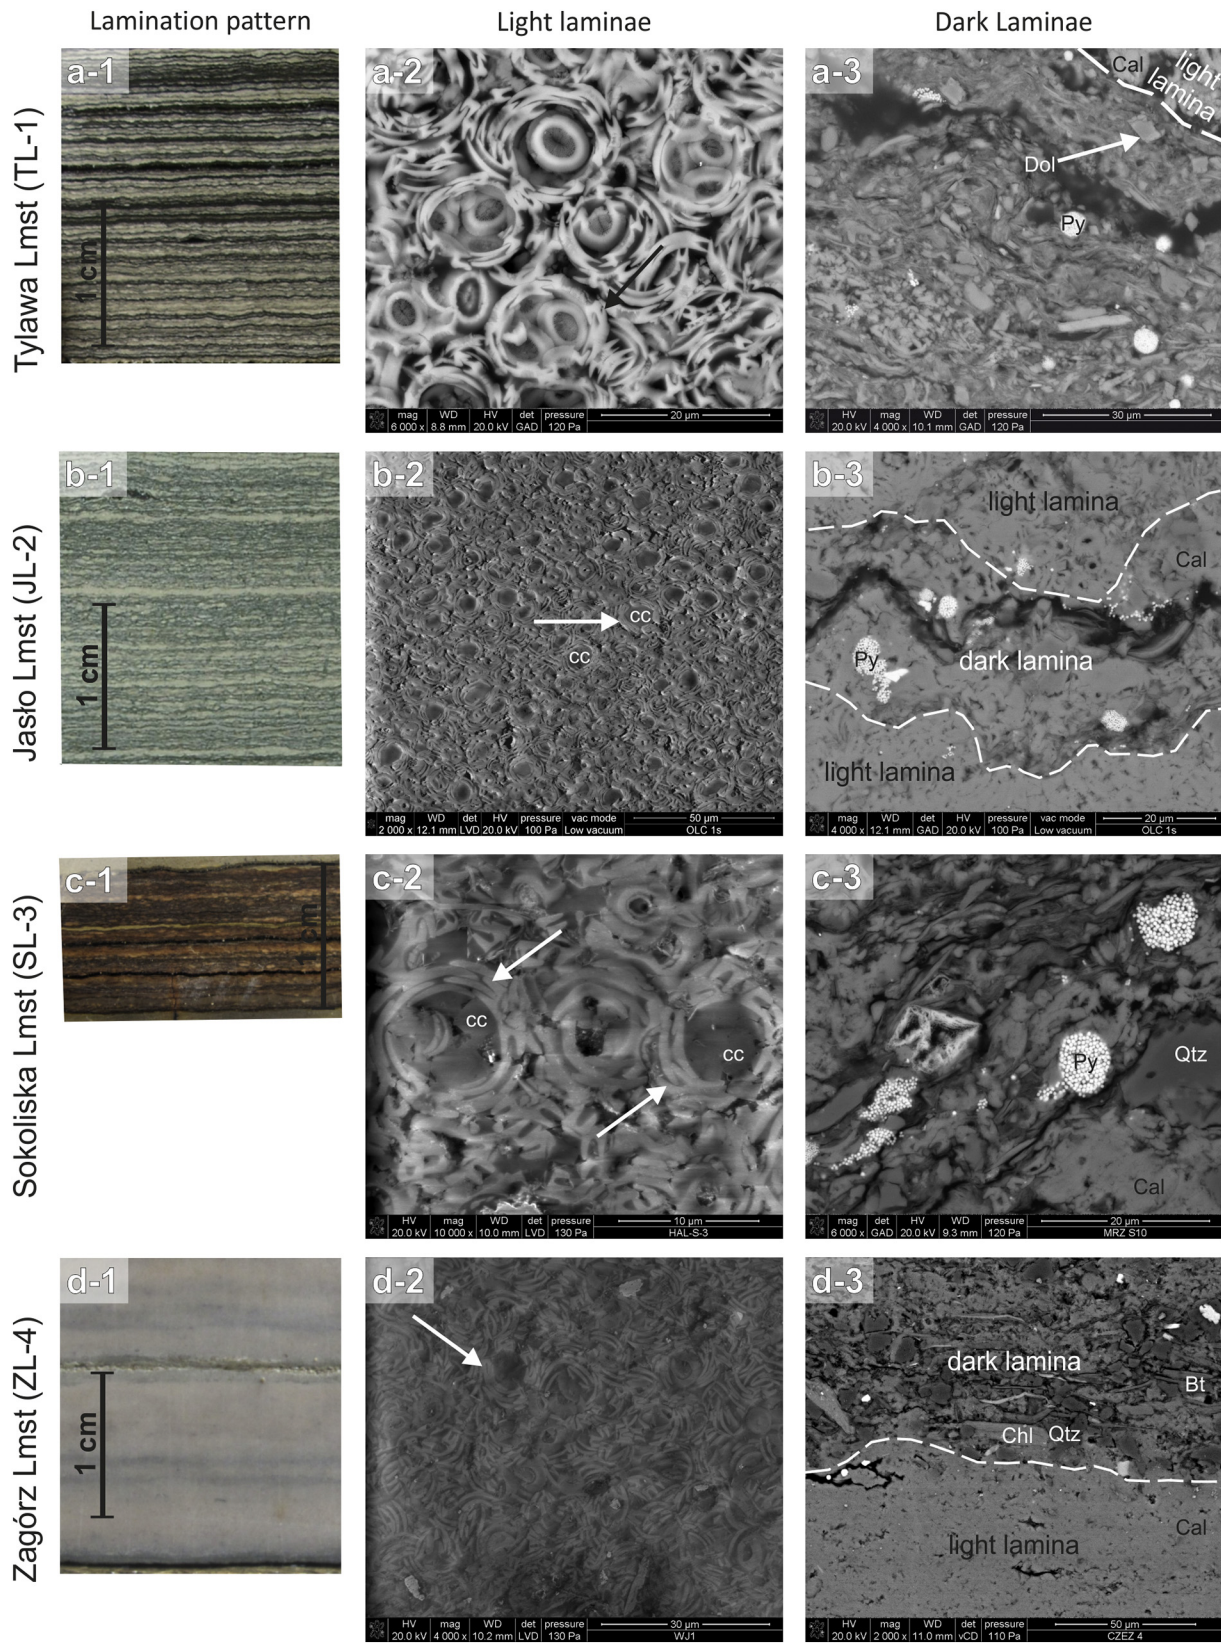 Lamination pattern
Light laminae
Dark Laminae
Tylawa Lmst (TL-1)
a-1
1 cm
a-2
mag WD HV det pressure 20 µm
6 000 x 8.8 mm 20.0 kV GAD 120 Pa
a-3
Cal
light
lamina
Dol
Py
HV mag WD det pressure 30 µm
20.0 kV 4 000 x 10.1 mm GAD 120 Pa
Jasło Lmst (JL-2)
b-1
1 cm
b-2
cc
cc
mag WD det HV pressure vac mode 50 µm
2 000 x 12.1 mm LVD 20.0 kV 100 Pa Low vacuum OLC 1s
b-3
light lamina
Cal
Py
dark lamina
light lamina
mag WD det HV pressure vac mode 20 µm
4 000 x 12.1 mm GAD 20.0 kV 100 Pa Low vacuum OLC 1s
Sokoliska Lmst (SL-3)
c-1
1 cm
c-2
cc
cc
HV mag WD det pressure 10 µm
20.0 kV 10 000 x 10.0 mm LVD 130 Pa HAL-S-3
c-3
Py
Qtz
Cal
mag det HV WD pressure 20 µm
6 000 x GAD 20.0 kV 9.3 mm 120 Pa MRZ S10
Zagórz Lmst (ZL-4)
d-1
1 cm
d-2
HV mag WD det pressure 30 µm
20.0 kV 4 000 x 10.2 mm LVD 130 Pa WJ1
d-3
dark lamina
Bt
Chl Qtz
Cal
light lamina
HV mag WD det pressure 50 µm
20.0 kV 2 000 x 11.0 mm vCD 110 Pa CZEZ 4